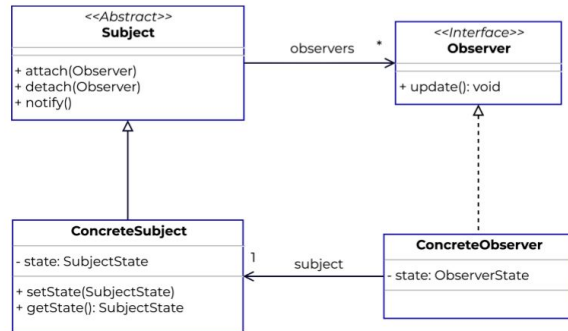 <<Abstract>>
Subject
+ attach(Observer)
+ detach(Observer)
+ notify()
observers
*
<<Interface>>
Observer
+ update(): void
ConcreteSubject
- state: SubjectState
+ setState(SubjectState)
+ getState(): SubjectState
1
subject
ConcreteObserver
- state: ObserverState